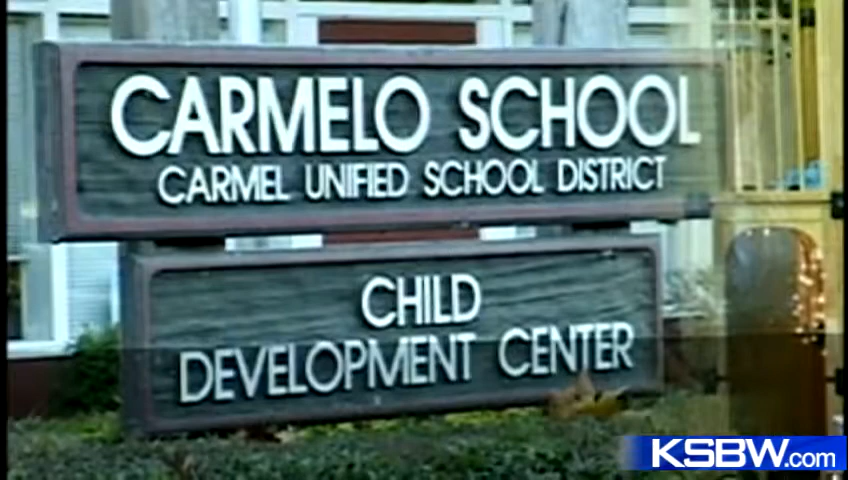 CARMELO SCHOOL
CARMEL UNIFIED SCHOOL DISTRICT
CHILD
DEVELOPMENT CENTER
KSBW.com